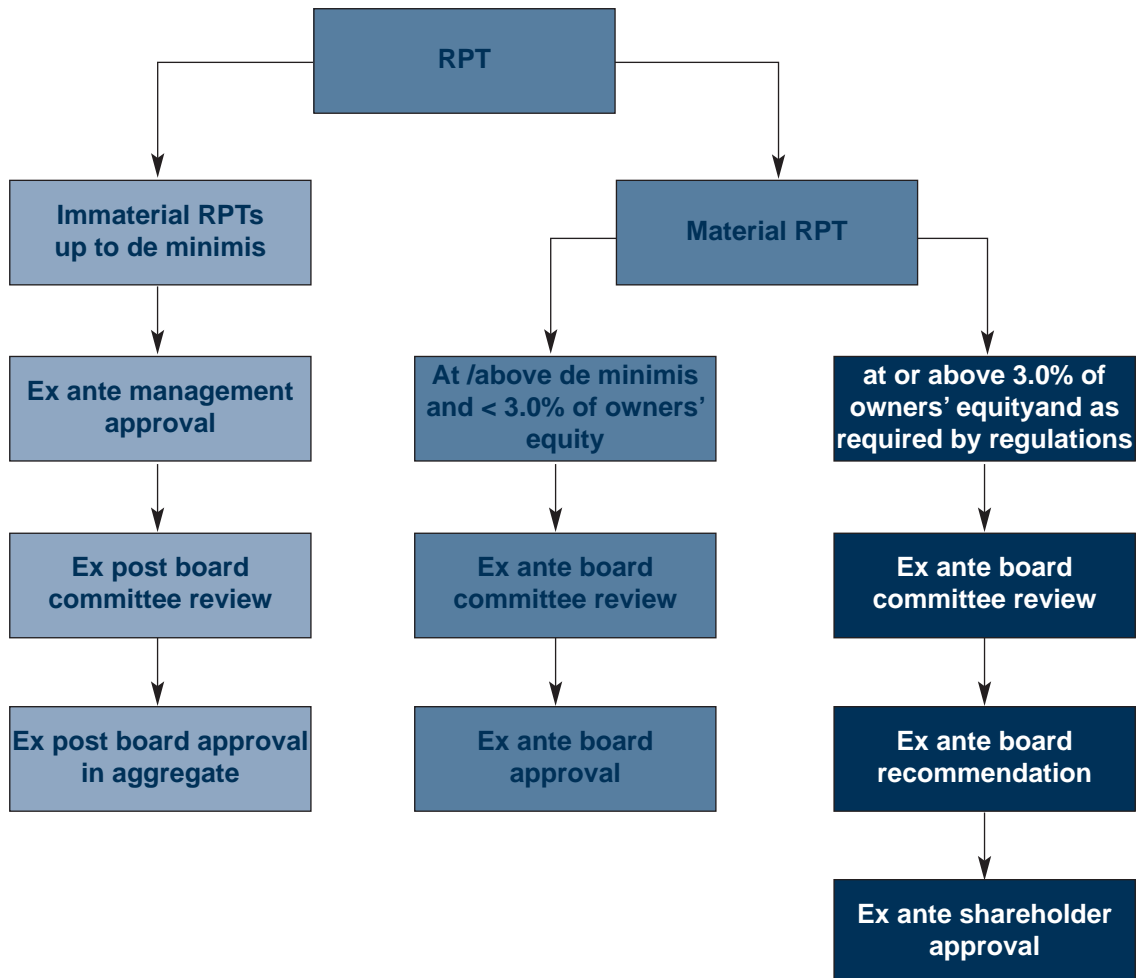 RPT
Immaterial RPTs
up to de minimis
Material RPT
Ex ante management
approval
At /above de minimis
and < 3.0% of owners’
equity
at or above 3.0% of
owners’ equityand as
required by regulations
Ex post board
committee review
Ex ante board
committee review
Ex ante board
committee review
Ex post board approval
in aggregate
Ex ante board
approval
Ex ante board
recommendation
Ex ante shareholder
approval